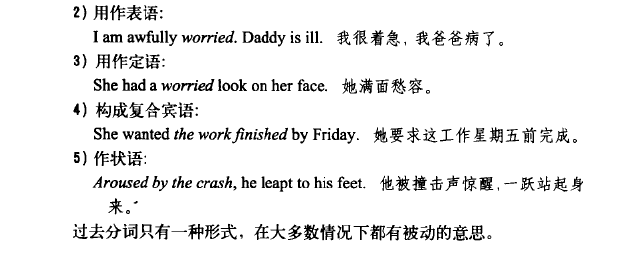 2）用作表语：
I am awfully worried. Daddy is ill. 我很着急，我爸爸病了。
3）用作定语：
She had a worried look on her face. 她满面愁容。
4）构成复合宾语：
She wanted the work finished by Friday. 她要求这工作星期五前完成。
5）作状语：
Aroused by the crash, he leapt to his feet. 他被撞击声惊醒，一跃站起身
来。
过去分词只有一种形式，在大多数情况下都有被动的意思。